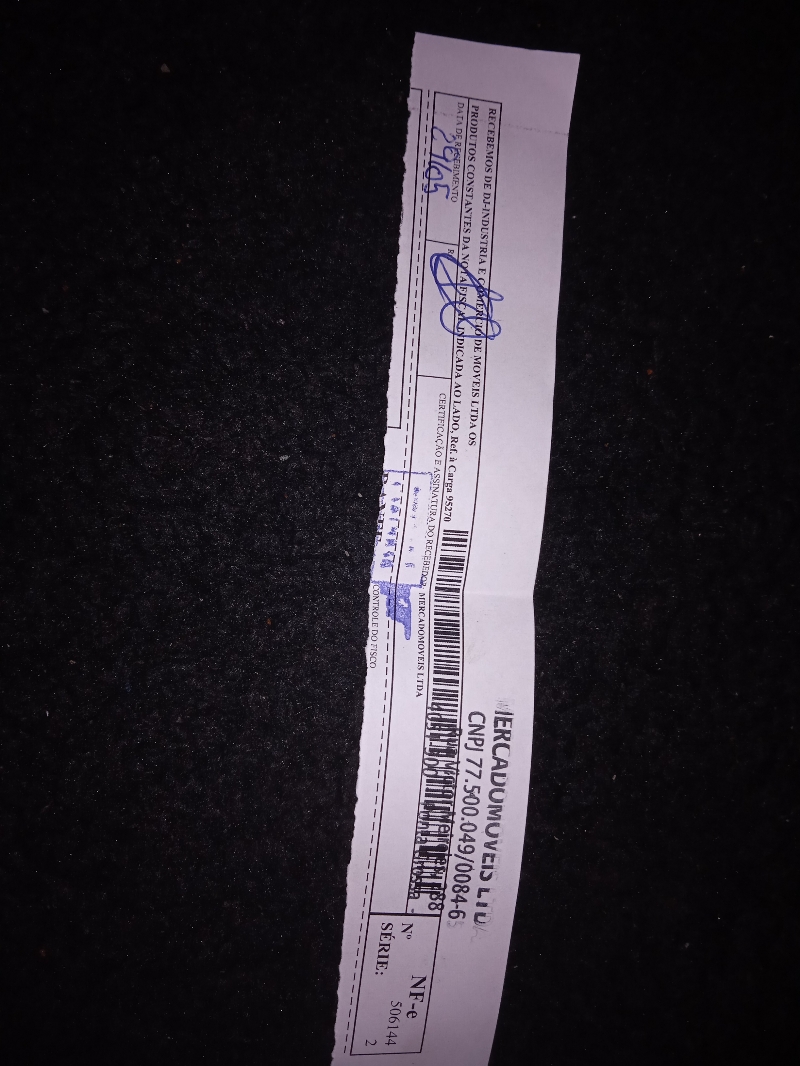 RECEBEMOS DE DJ-INDUSTRIA E COMERCIO DE MOVEIS LTDA OS
PRODUTOS CONSTANTES DA NOTA FISCAL INDICADA AO LADO, Ref. à Carga 95270
DATA DE RECEBIMENTO
29/05
CERTIFICAÇÃO E ASSINATURA DO RECEBEDOR
MERCADOMOVEIS LTDA
MERCADOMOVEIS LTDA
CNPJ 77.500.049/0084-6
NF-e
Nº 506144
SÉRIE: 2
CONTROLE DO FISCO